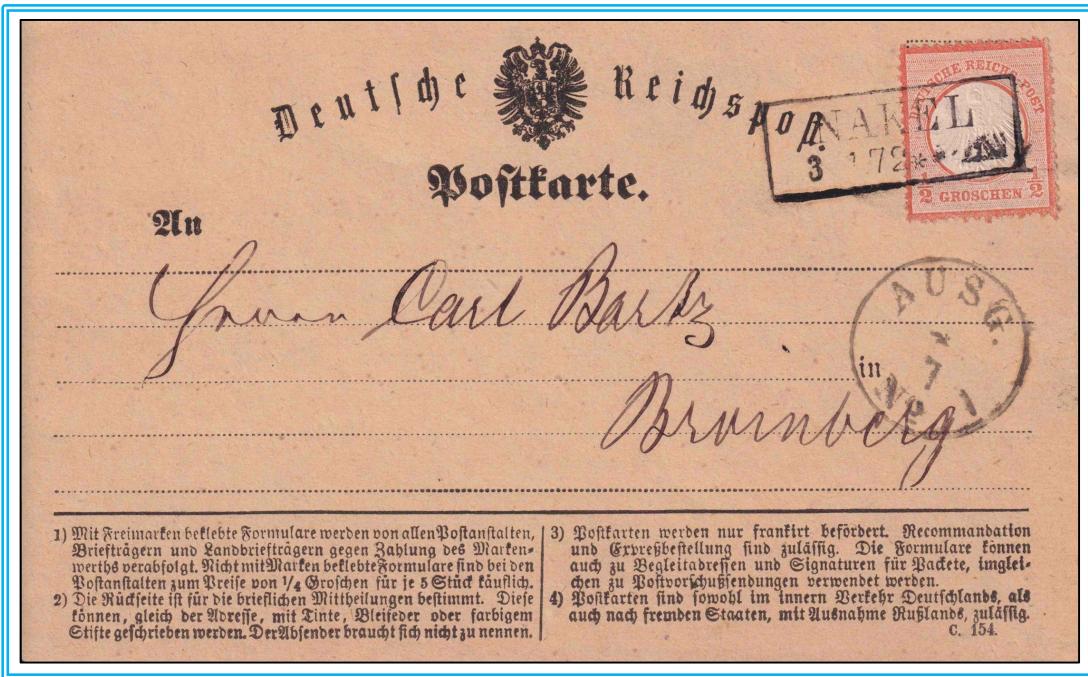 Deutsche Reichspost.
DEUTSCHE REICHS-POST
NAKEL
3 172**
½ GROSCHEN ½
Postkarte.
An
Herrn Carl Bartz
AUSG.
*
7
No 1
in
Bromberg
1) Mit Freimarken beklebte Formulare werden von allen Postanstalten,
Briefträgern und Landbriefträgern gegen Zahlung des Marken-
werths verabfolgt. Nicht mit Marken beklebte Formulare sind bei den
Postanstalten zum Preise von 1/4 Groschen für je 5 Stück käuflich.
2) Die Rückseite ist für die brieflichen Mittheilungen bestimmt. Diese
können, gleich der Adresse, mit Tinte, Bleifeder oder farbigem
Stifte geschrieben werden. Der Absender braucht sich nicht zu nennen.
3) Postkarten werden nur frankirt befördert. Recommandation
und Expreßbestellung sind zulässig. Die Formulare können
auch zu Begleitadressen und Signaturen für Packete, imglei-
chen zu Postvorschußsendungen verwendet werden.
4) Postkarten sind sowohl im innern Verkehr Deutschlands, als
auch nach fremden Staaten, mit Ausnahme Rußlands, zulässig.
C. 154.